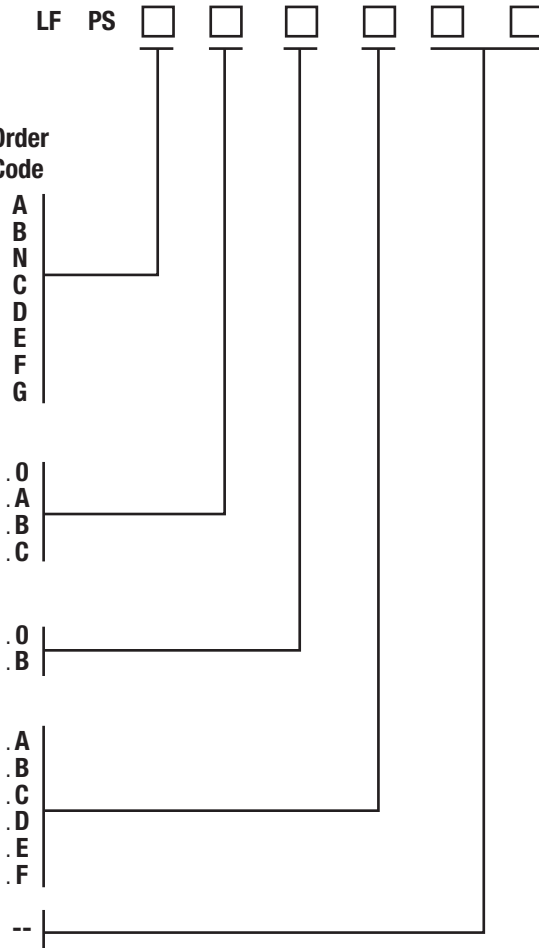 LF PS
Order
Code
A
B
N
C
D
E
F
G
.0
.A
.B
.C
.0
.B
.A
.B
.C
.D
.E
.F
--